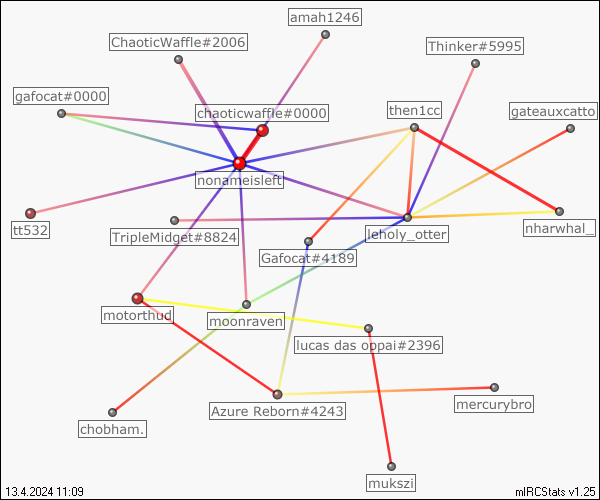 amah1246
ChaoticWaffle#2006
Thinker#5995
gafocat#0000
chaoticwaffle#0000
then1cc
gateauxcatto
nonameisleft
tt532
TripleMidget#8824
leholy_otter
nharwhal_
Gafocat#4189
motorthud
moonraven
lucas das oppai#2396
Azure Reborn#4243
mercurybro
chobham.
mukszi
13.4.2024 11:09
mIRCStats v1.25